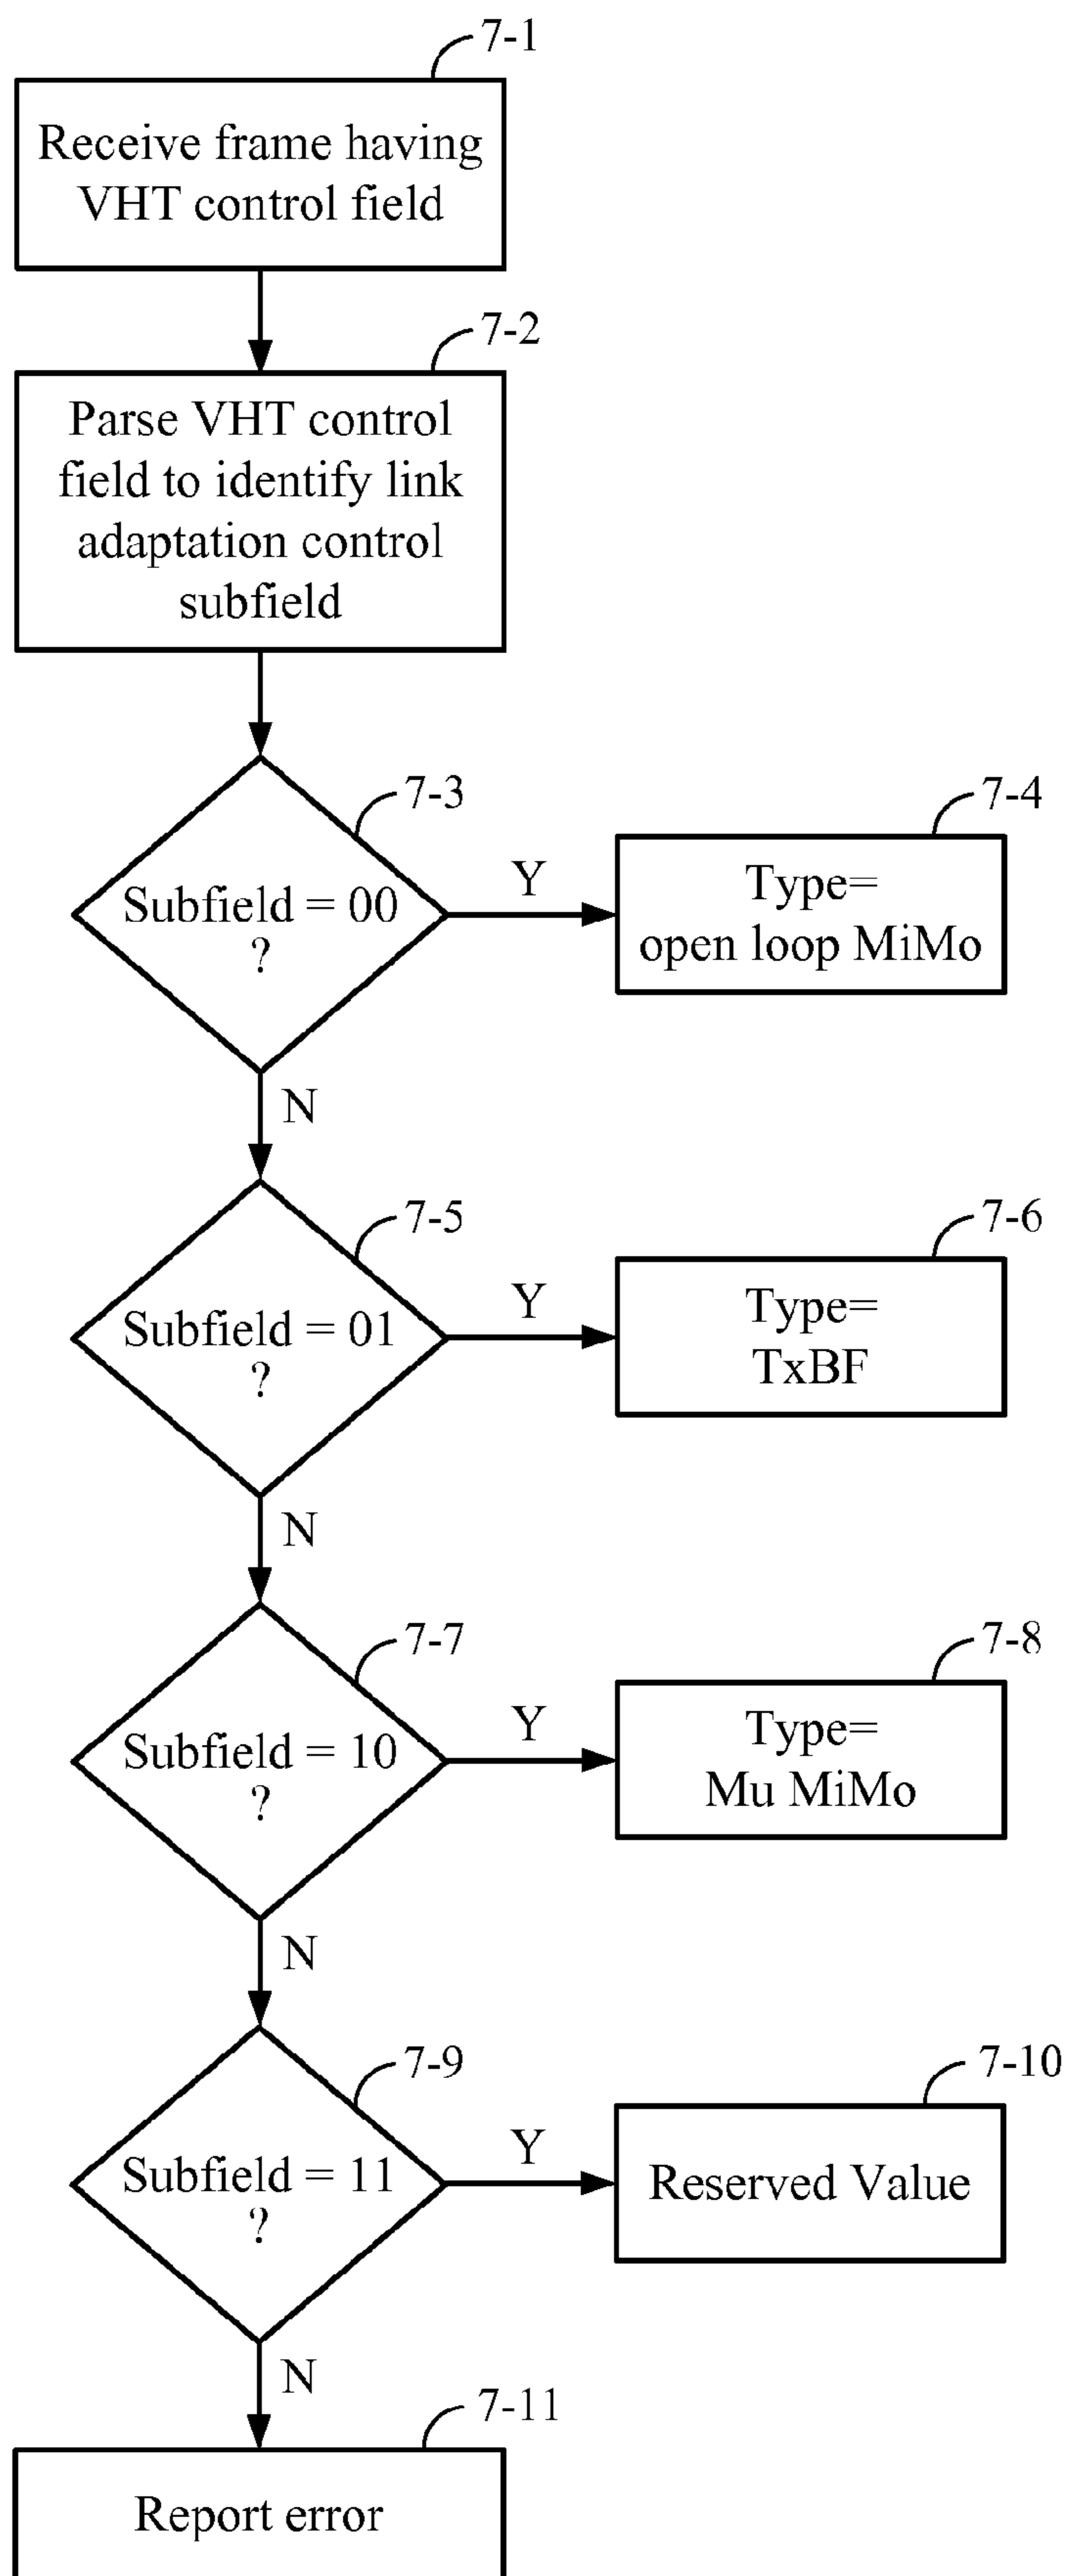 7-1
Receive frame having
VHT control field
7-2
Parse VHT control
field to identify link
adaptation control
subfield
7-3
Subfield = 00
?
Y
7-4
Type=
open loop MiMo
N
7-5
Subfield = 01
?
Y
7-6
Type=
TxBF
N
7-7
Subfield = 10
?
Y
7-8
Type=
Mu MiMo
N
7-9
Subfield = 11
?
Y
7-10
Reserved Value
N
7-11
Report error